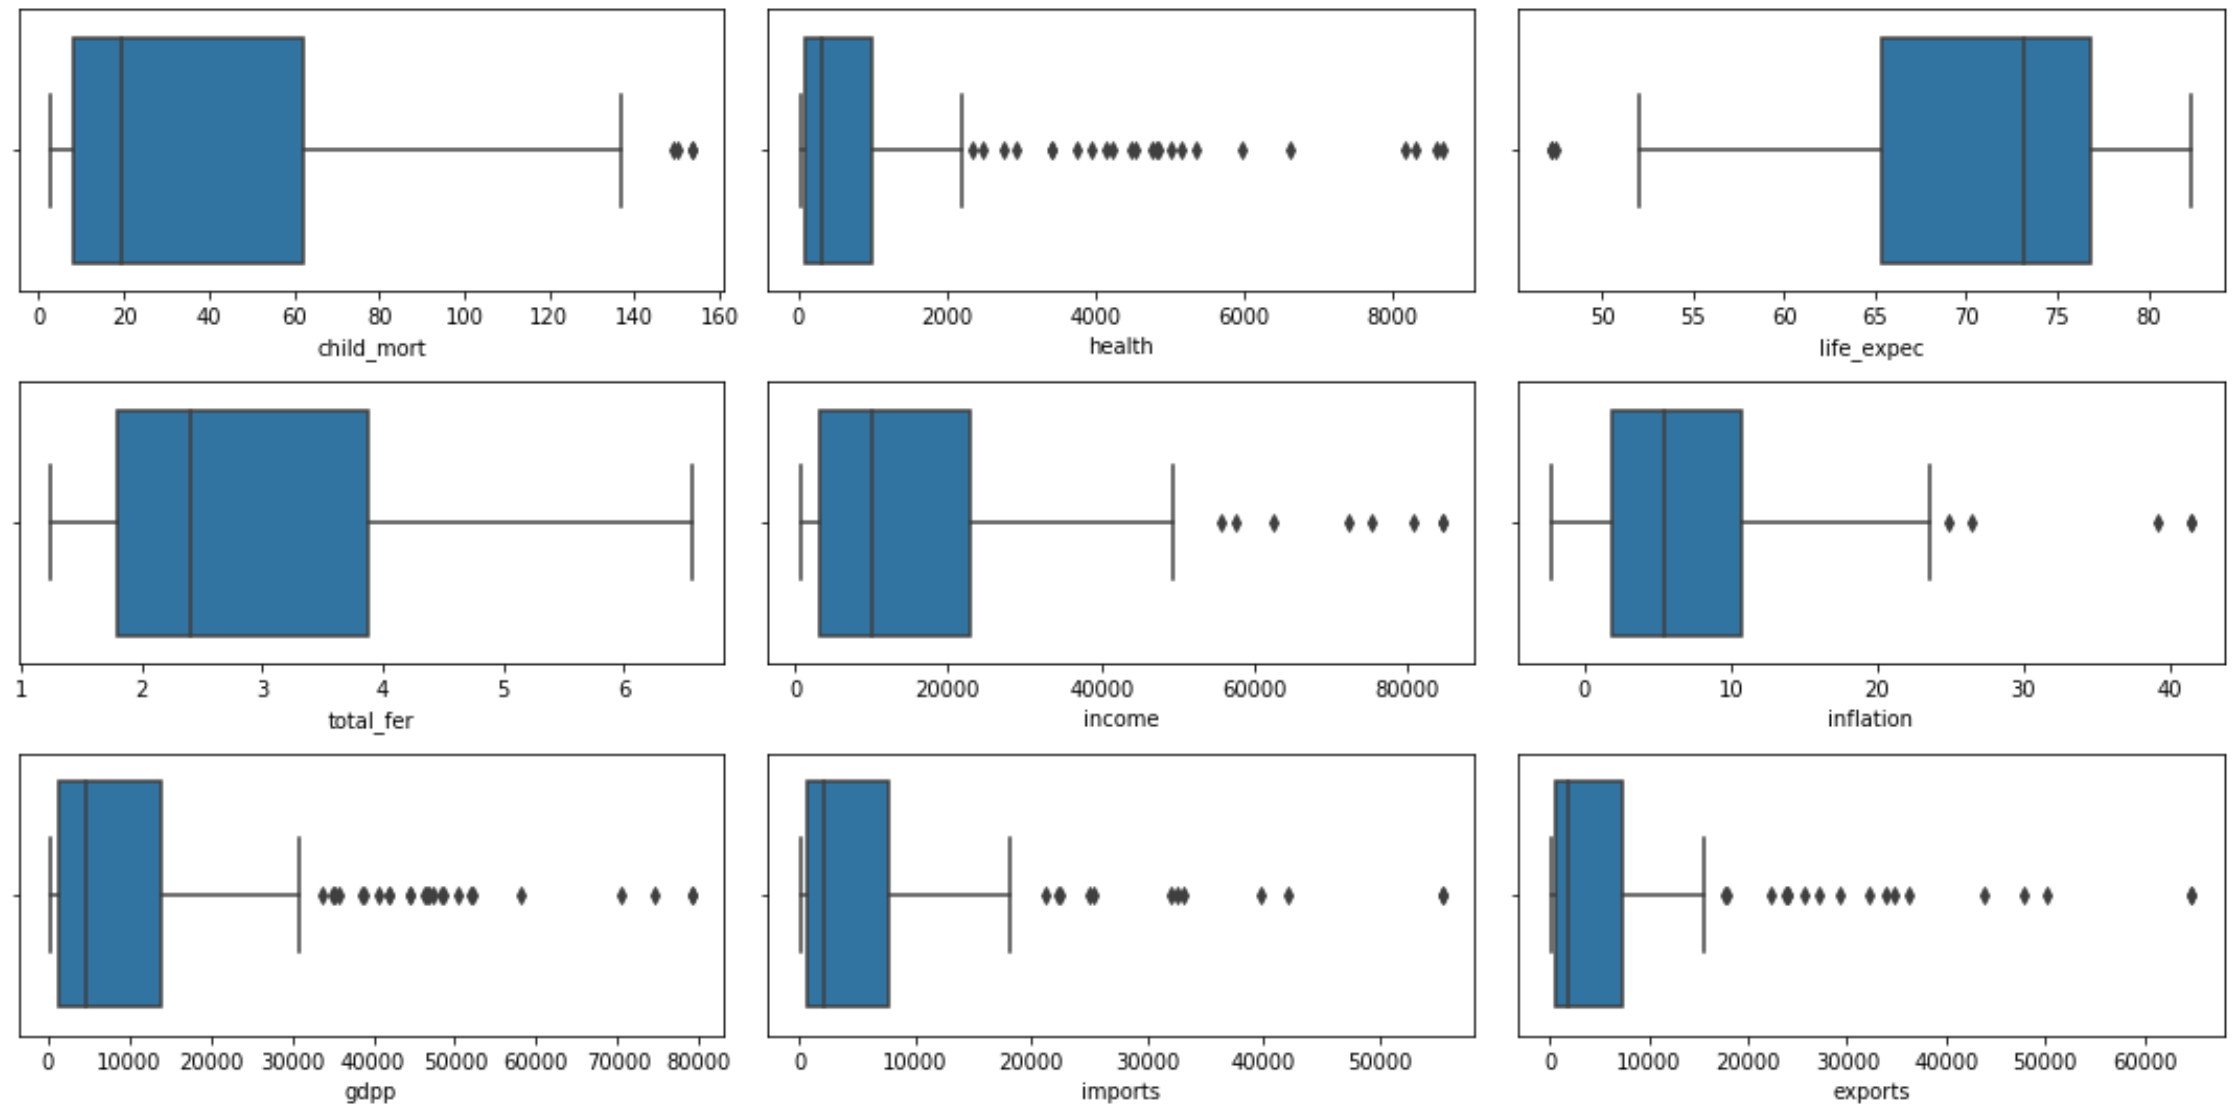 0 20 40 60 80 100 120 140 160
child_mort
0 2000 4000 6000 8000
health
50 55 60 65 70 75 80
life_expec
1 2 3 4 5 6
total_fer
0 20000 40000 60000 80000
income
0 10 20 30 40
inflation
0 10000 20000 30000 40000 50000 60000 70000 80000
gdpp
0 10000 20000 30000 40000 50000
imports
0 10000 20000 30000 40000 50000 60000
exports